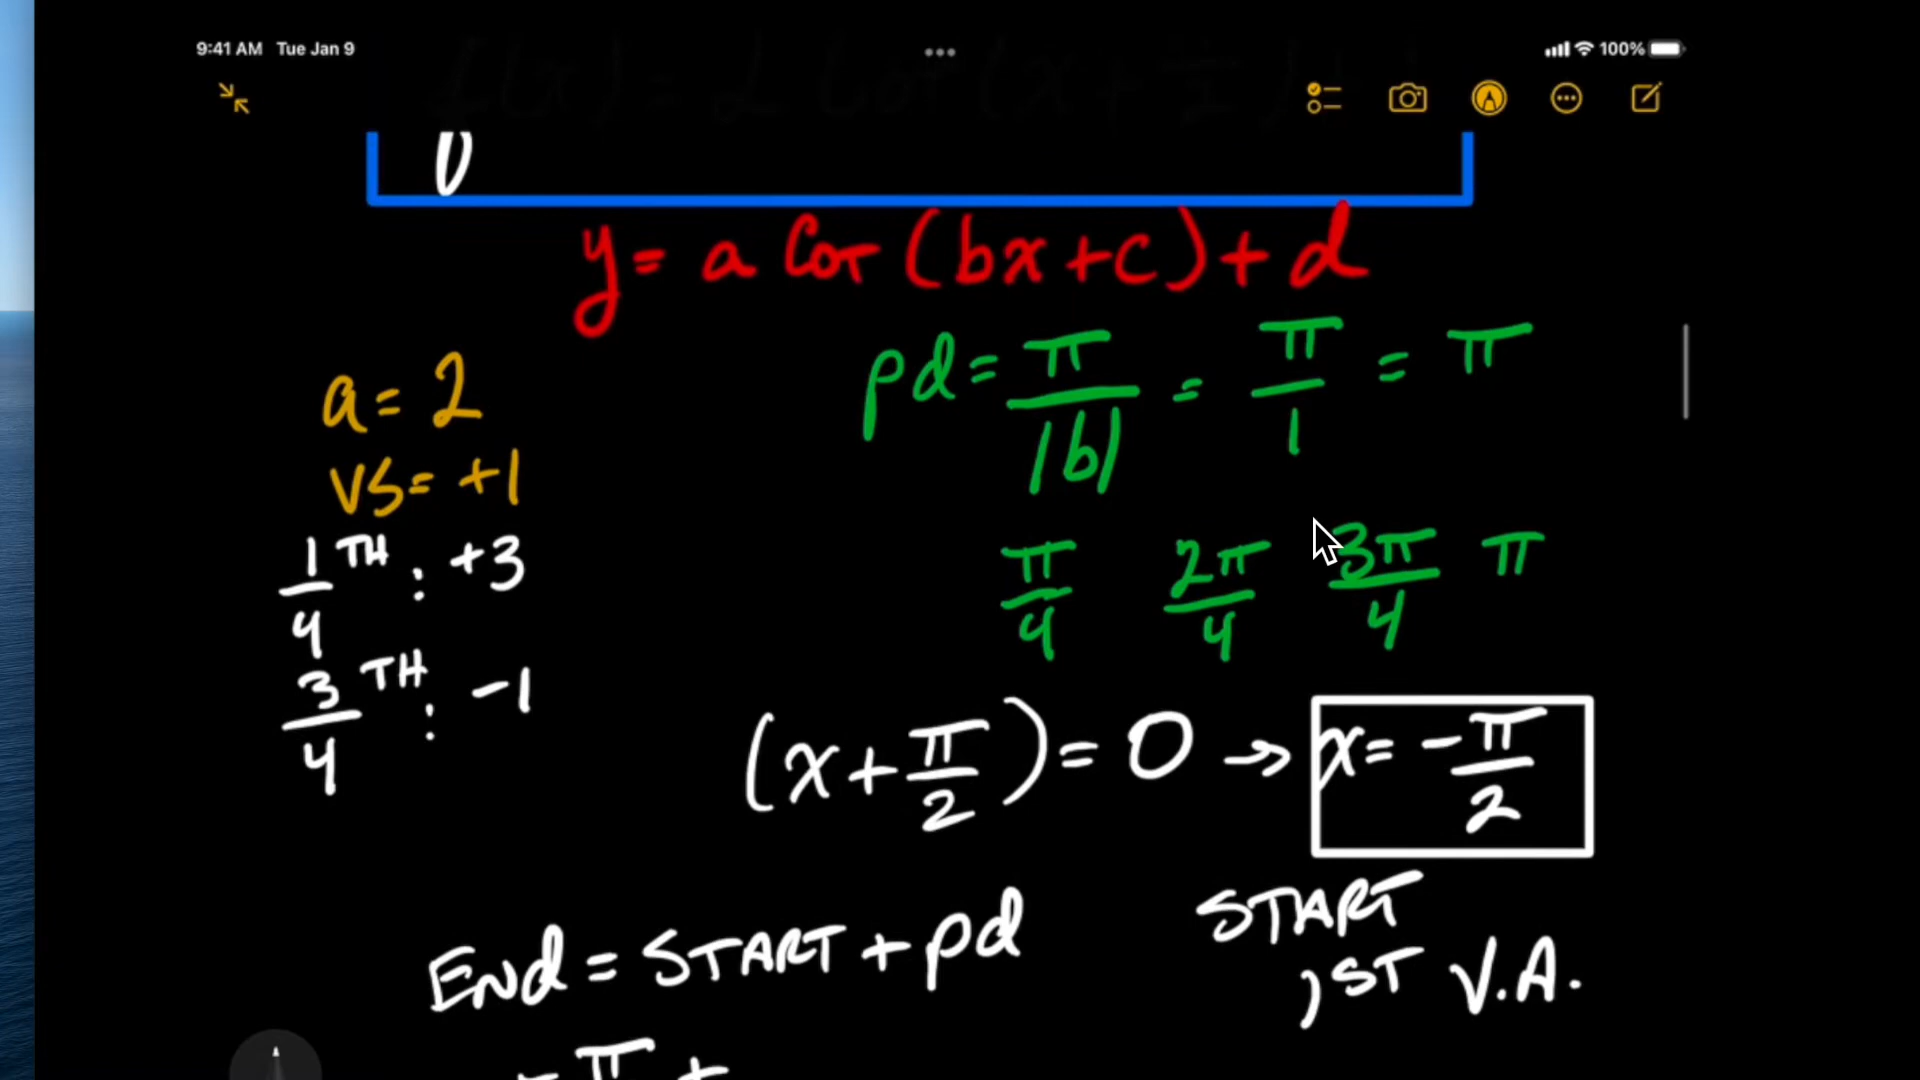 9:41 AM Tue Jan 9
100%
y = a Cot (bx + c) + d
a = 2
pd = π/|b| = π/1 = π
VS = +1
1/4 TH : +3
π/4 2π/4 3π/4 π
3/4 TH : -1
(x + π/2) = 0 → x = -π/2
START
1ST V.A.
End = START + pd